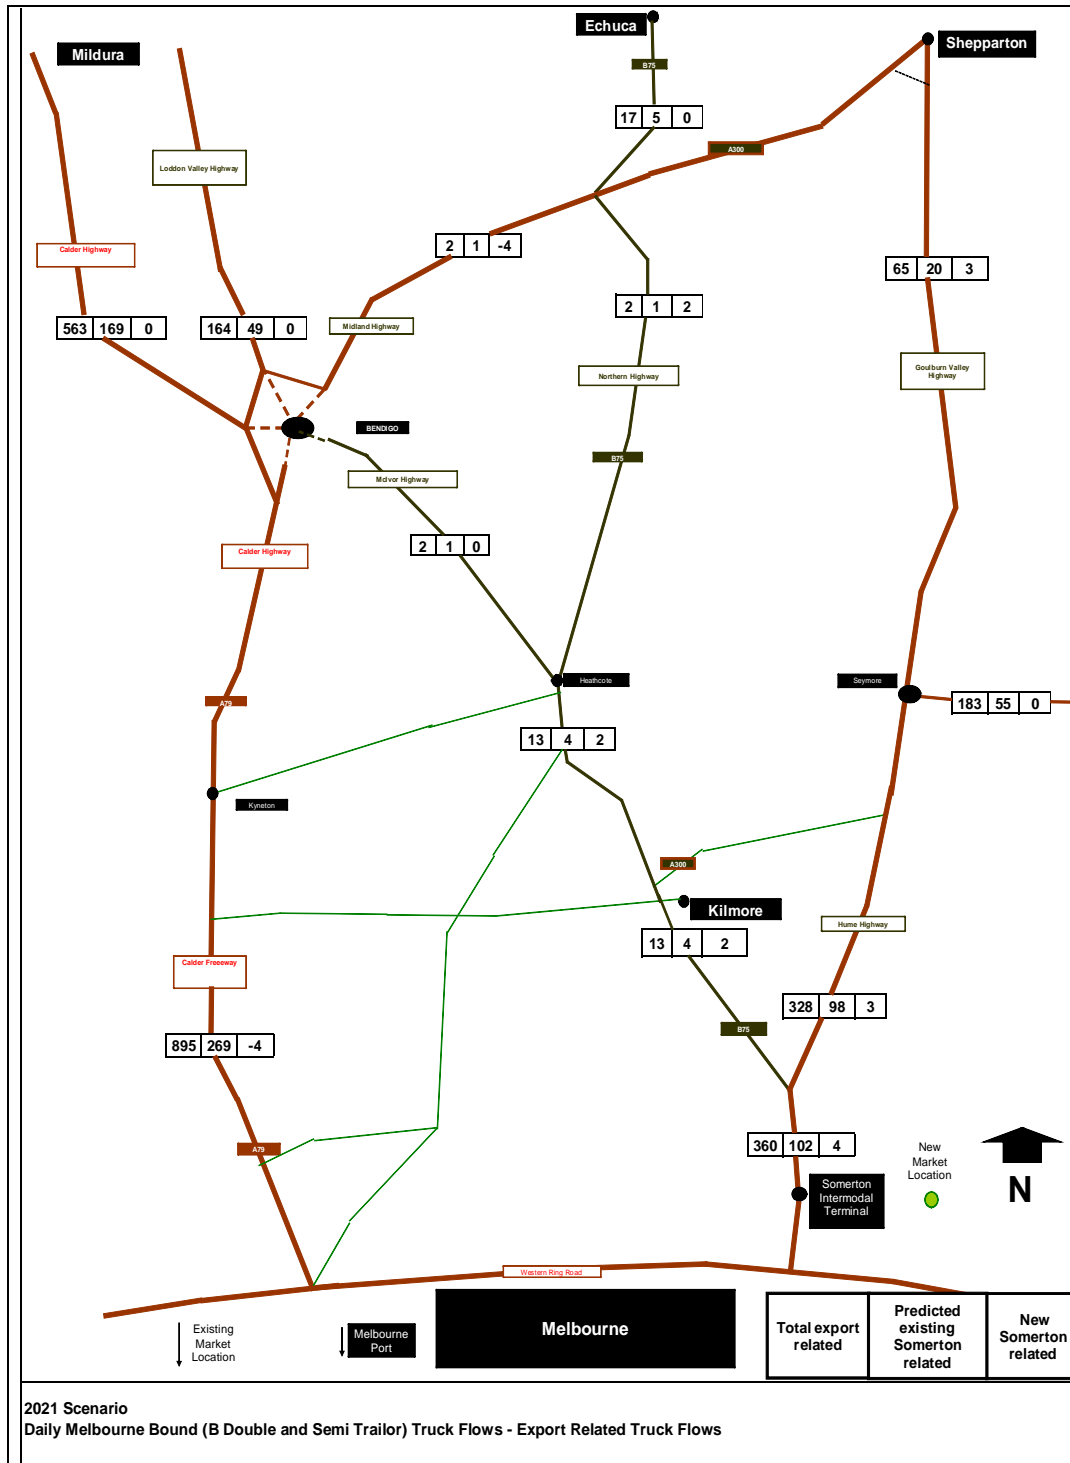 Echuca
Shepparton
Mildura
B75
17 5 0
A300
Loddon Valley Highway
Calder Highway
2 1 -4
65 20 3
2 1 2
563 169 0
164 49 0
Midland Highway
Northern Highway
Goulburn Valley
Highway
BENDIGO
B75
McIvor Highway
2 1 0
Calder Highway
Heathcote
Seymore
183 55 0
A79
13 4 2
Kyneton
A300
Kilmore
Hume Highway
13 4 2
Calder Freeeway
328 98 3
B75
895 269 -4
360 102 4
A79
New
Market
Location
N
Somerton
Intermodal
Terminal
Western Ring Road
Existing
Market
Location
Melbourne
Port
Melbourne
Total export
related
Predicted
existing
Somerton
related
New
Somerton
related
2021 Scenario
Daily Melbourne Bound (B Double and Semi Trailor) Truck Flows - Export Related Truck Flows